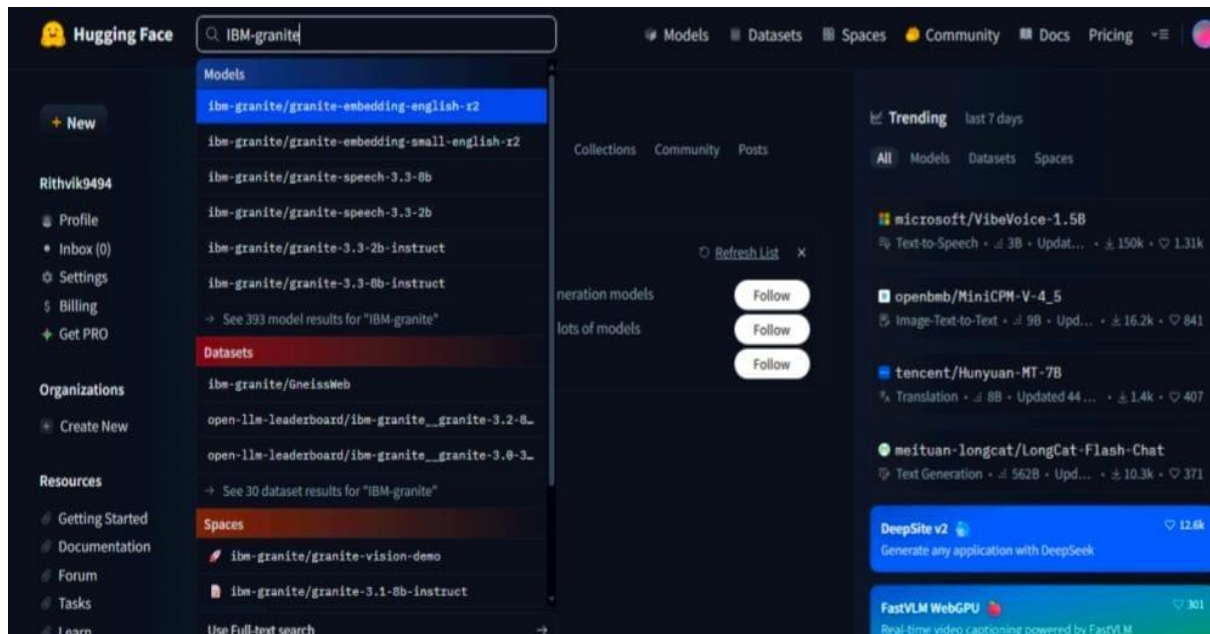 Hugging Face
IBM-granite
Models
Datasets
Spaces
Community
Docs
Pricing
+ New
Rithvik9494
Profile
Inbox (0)
Settings
$ Billing
Get PRO
Organizations
Create New
Resources
Getting Started
Documentation
Forum
Tasks
Learn
Models
ibm-granite/granite-embedding-english-r2
ibm-granite/granite-embedding-small-english-r2
ibm-granite/granite-speech-3.3-8b
ibm-granite/granite-speech-3.3-2b
ibm-granite/granite-3.3-2b-instruct
ibm-granite/granite-3.3-8b-instruct
→ See 393 model results for "IBM-granite"
Datasets
ibm-granite/GneissWeb
open-llm-leaderboard/ibm-granite__granite-3.2-8…
open-llm-leaderboard/ibm-granite__granite-3.0-3…
→ See 30 dataset results for "IBM-granite"
Spaces
ibm-granite/granite-vision-demo
ibm-granite/granite-3.1-8b-instruct
Use Full-text search →
Collections Community Posts
Refresh List ×
neration models Follow
lots of models Follow
Follow
Trending last 7 days
All Models Datasets Spaces
microsoft/VibeVoice-1.5B
Text-to-Speech • 3B • Updat... • 150k • 1.31k
openbmb/MiniCPM-V-4_5
Image-Text-to-Text • 9B • Upd... • 16.2k • 841
tencent/Hunyuan-MT-7B
Translation • 8B • Updated 44 ... • 1.4k • 407
meituan-longcat/LongCat-Flash-Chat
Text Generation • 562B • Upd... • 10.3k • 371
DeepSite v2 12.6k
Generate any application with DeepSeek
FastVLM WebGPU 301
Real-time video captioning powered by FastVLM